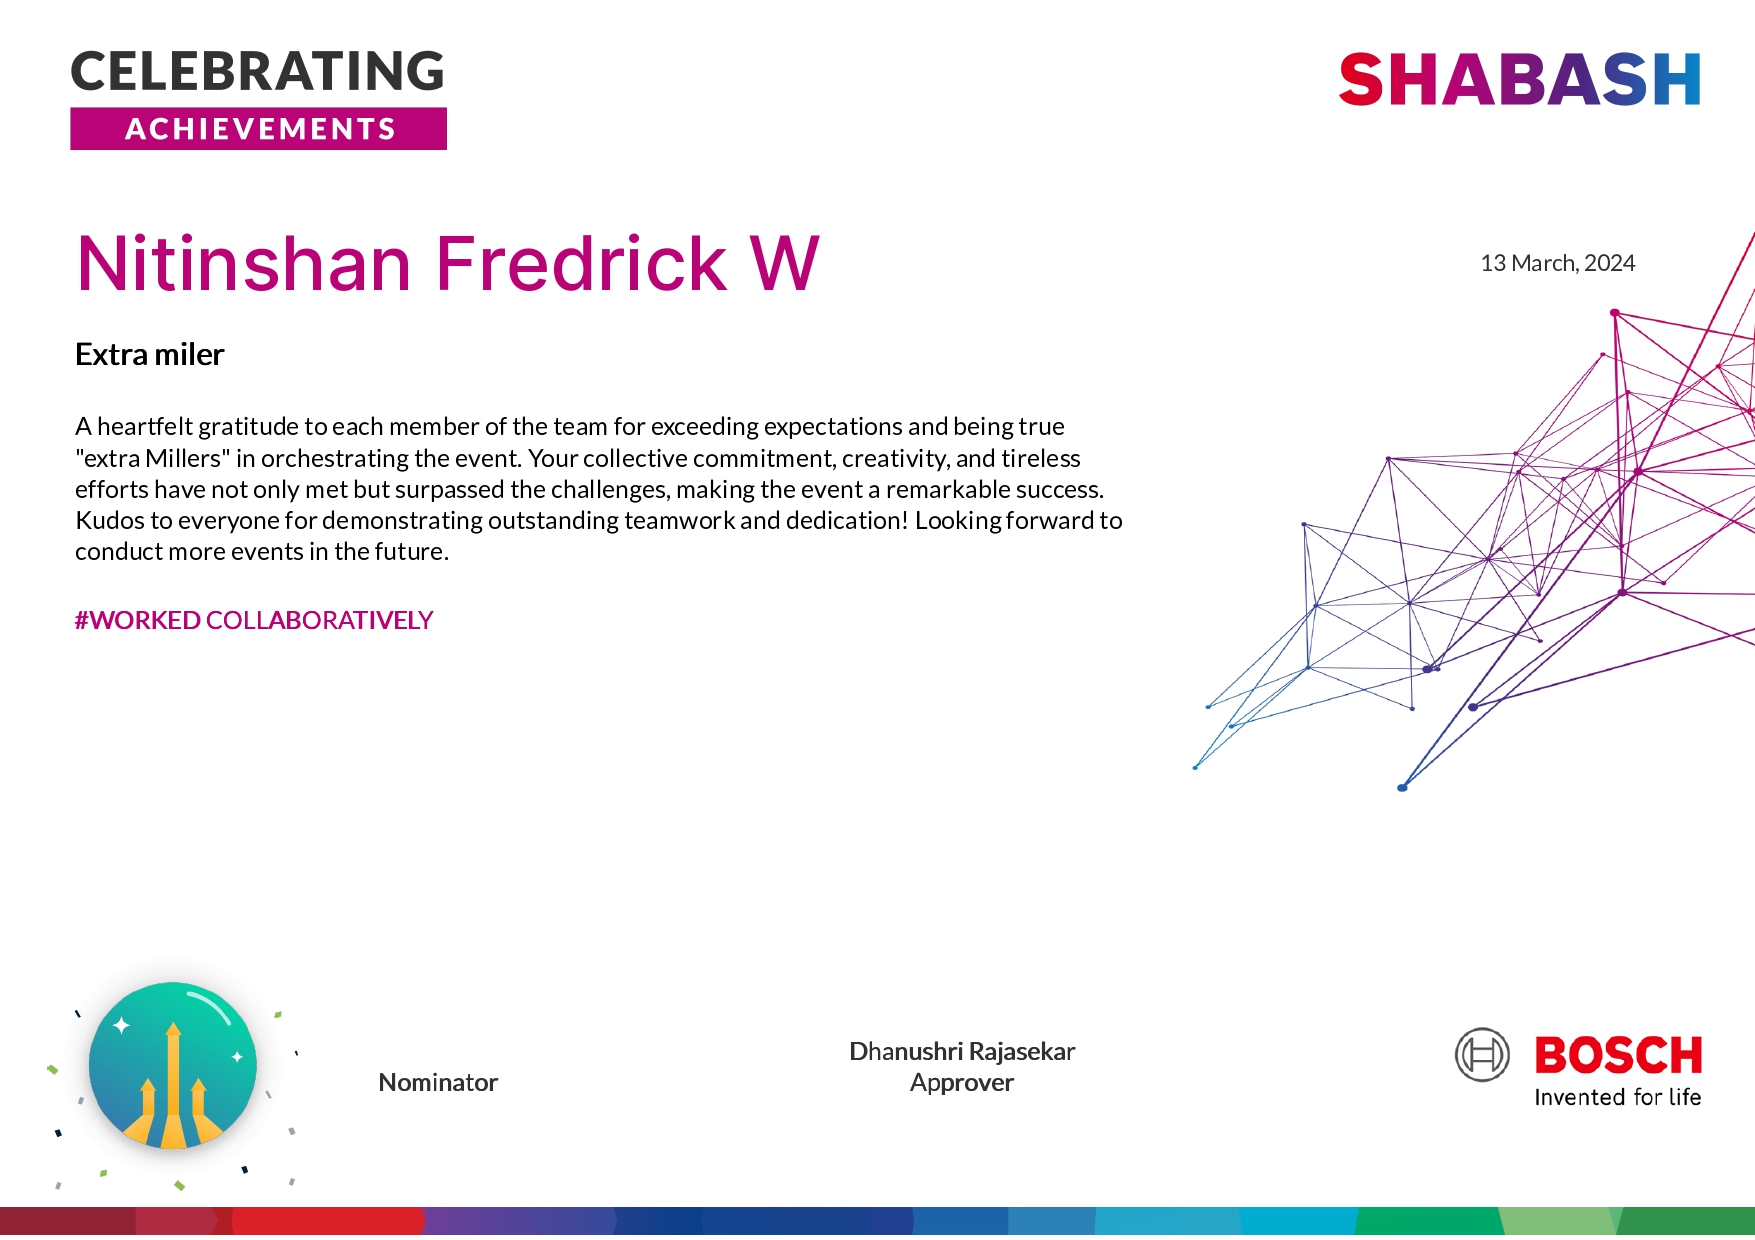 CELEBRATING
ACHIEVEMENTS
SHABASH
Nitinshan Fredrick W
13 March, 2024
Extra miler
A heartfelt gratitude to each member of the team for exceeding expectations and being true
"extra Millers" in orchestrating the event. Your collective commitment, creativity, and tireless
efforts have not only met but surpassed the challenges, making the event a remarkable success.
Kudos to everyone for demonstrating outstanding teamwork and dedication! Looking forward to
conduct more events in the future.
#WORKED COLLABORATIVELY
Nominator
Dhanushri Rajasekar
Approver
BOSCH
Invented for life